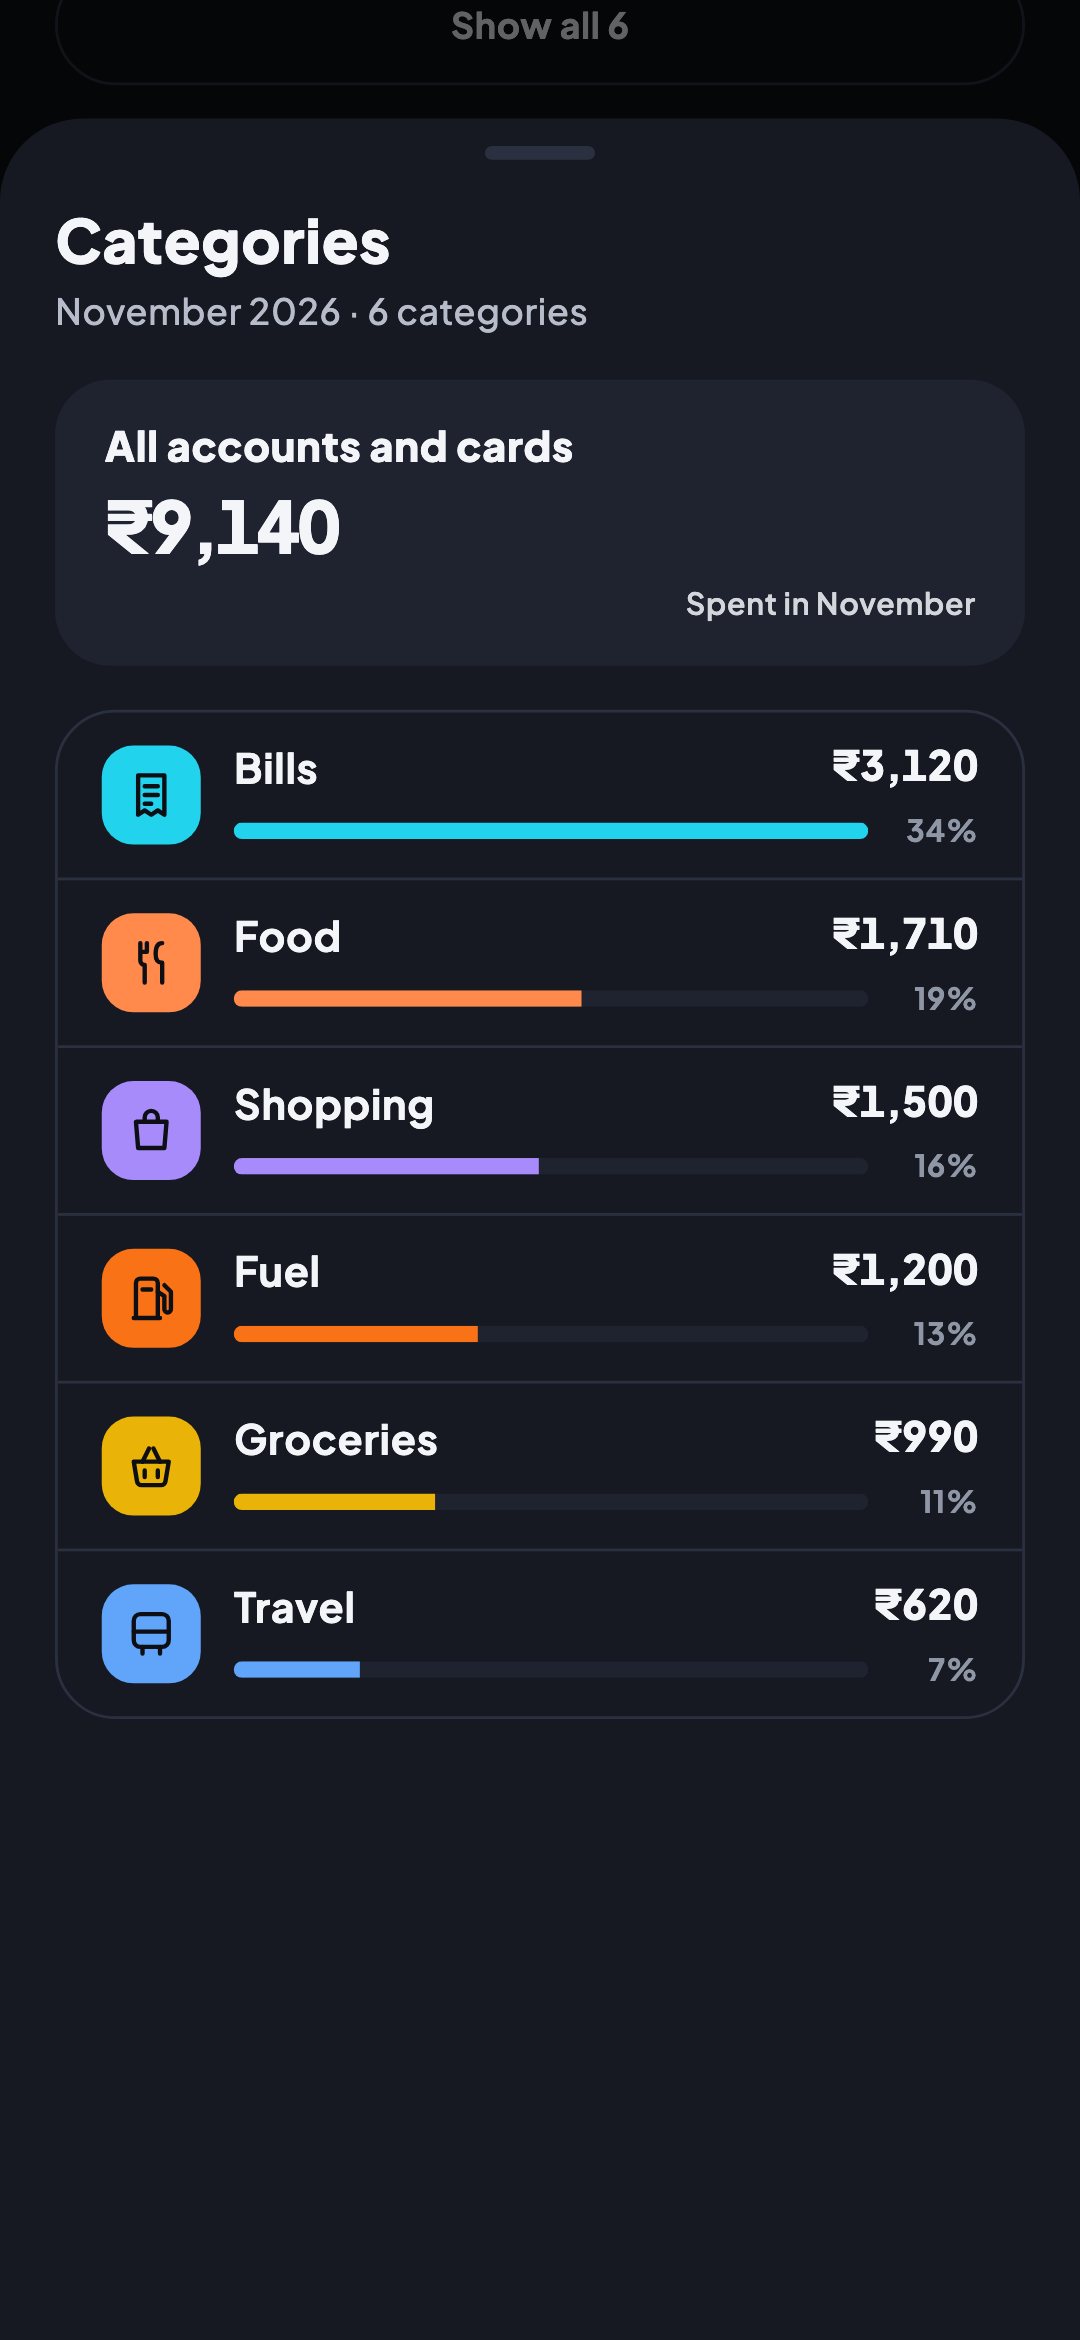 Show all 6
Categories
November 2026 · 6 categories
All accounts and cards
₹9,140
Spent in November
Bills
₹3,120
34%
Food
₹1,710
19%
Shopping
₹1,500
16%
Fuel
₹1,200
13%
Groceries
₹990
11%
Travel
₹620
7%